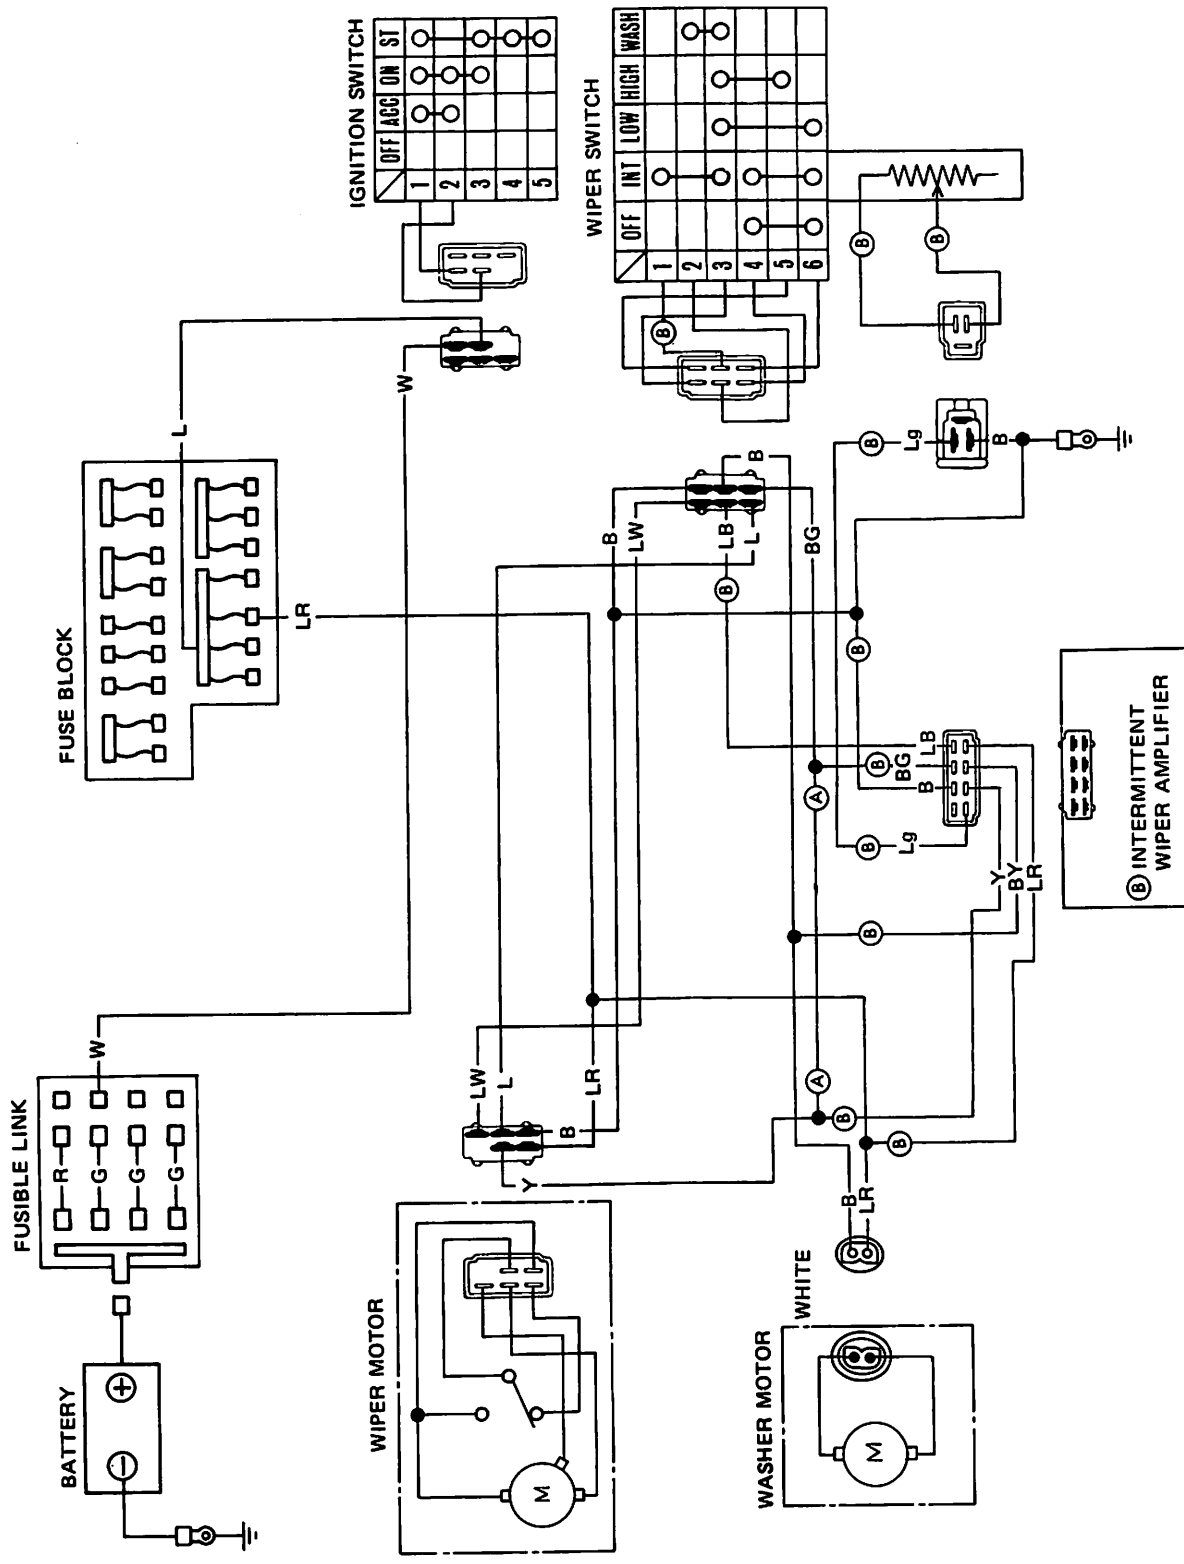 IGNITION SWITCH
OFF ACC ON ST
1
2
3
4
5
WIPER SWITCH
OFF INT LOW HIGH WASH
1
2
3
4
5
6
B
B
B
FUSE BLOCK
L
W
LR
B
LW
LB
L
B
BG
B
B
Lg
B
B
B
BG
LB
B
A
B
Lg
Y
BY
LR
B
B INTERMITTENT
WIPER AMPLIFIER
FUSIBLE LINK
R
G
G
G
W
BATTERY
+
−
LW
L
LR
B
Y
A
B
B
B
LR
WIPER MOTOR
M
WHITE
WASHER MOTOR
M